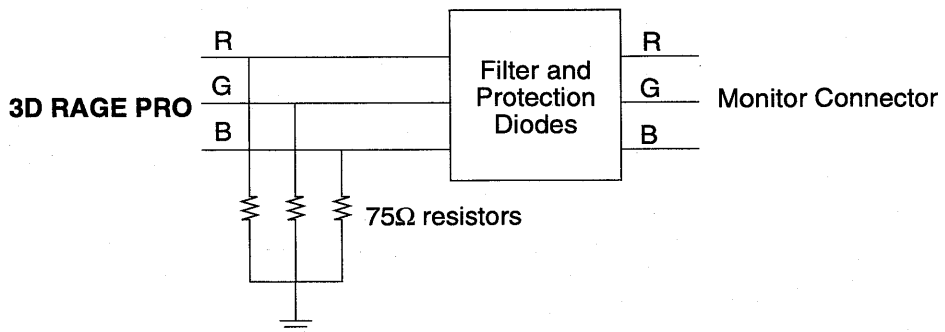 R
G
3D RAGE PRO
B
Filter and
Protection
Diodes
R
G
B
Monitor Connector
75Ω resistors